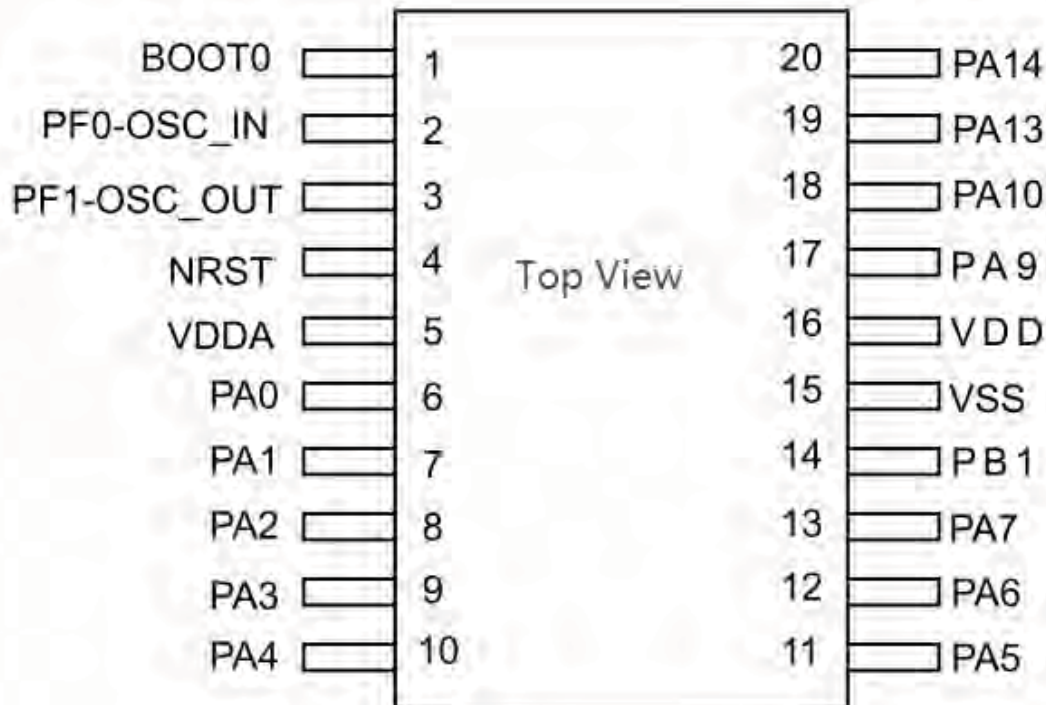 BOOT0 1 20 PA14
PF0-OSC_IN 2 19 PA13
PF1-OSC_OUT 3 18 PA10
NRST 4 Top View 17 PA9
VDDA 5 16 VDD
PA0 6 15 VSS
PA1 7 14 PB1
PA2 8 13 PA7
PA3 9 12 PA6
PA4 10 11 PA5